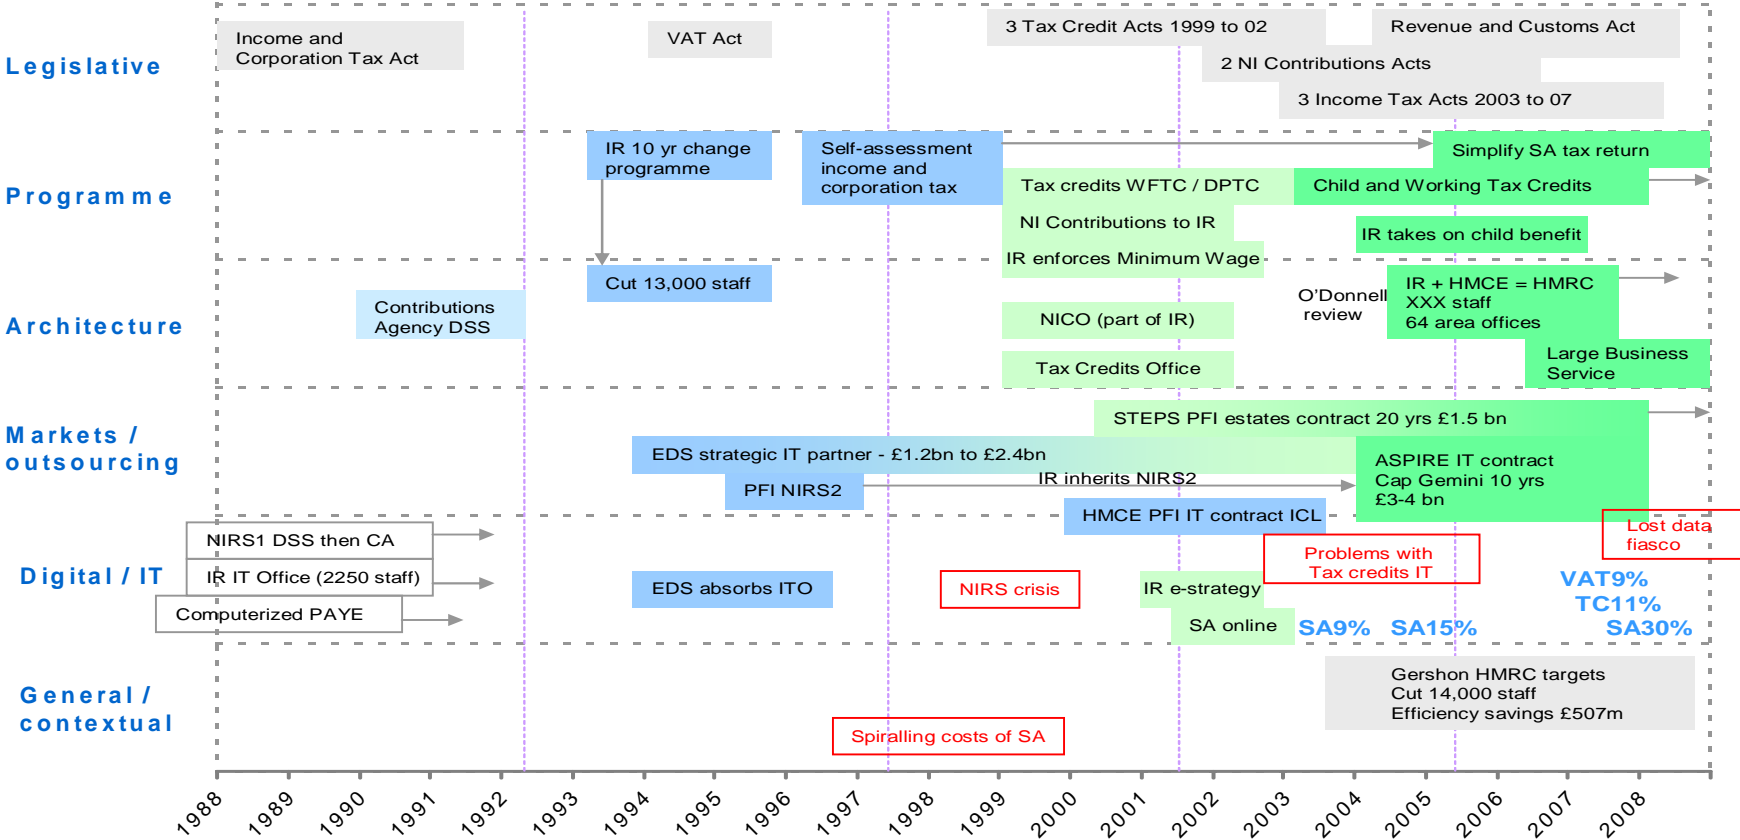 Legislative
Income and
Corporation Tax Act
VAT Act
3 Tax Credit Acts 1999 to 02
Revenue and Customs Act
2 NI Contributions Acts
3 Income Tax Acts 2003 to 07
Programme
IR 10 yr change
programme
Self-assessment
income and
corporation tax
Simplify SA tax return
Tax credits WFTC / DPTC
Child and Working Tax Credits
NI Contributions to IR
IR takes on child benefit
IR enforces Minimum Wage
Architecture
Cut 13,000 staff
Contributions
Agency DSS
NICO (part of IR)
Tax Credits Office
O'Donnell
review
IR + HMCE = HMRC
XXX staff
64 area offices
Large Business
Service
Markets /
outsourcing
STEPS PFI estates contract 20 yrs £1.5 bn
EDS strategic IT partner - £1.2bn to £2.4bn
PFI NIRS2
IR inherits NIRS2
ASPIRE IT contract
Cap Gemini 10 yrs
£3-4 bn
HMCE PFI IT contract ICL
Digital / IT
NIRS1 DSS then CA
IR IT Office (2250 staff)
Computerized PAYE
EDS absorbs ITO
NIRS crisis
IR e-strategy
SA online
Problems with
Tax credits IT
Lost data
fiasco
VAT9%
TC11%
SA9%
SA15%
SA30%
General /
contextual
Spiralling costs of SA
Gershon HMRC targets
Cut 14,000 staff
Efficiency savings £507m
1988
1989
1990
1991
1992
1993
1994
1995
1996
1997
1998
1999
2000
2001
2002
2003
2004
2005
2006
2007
2008